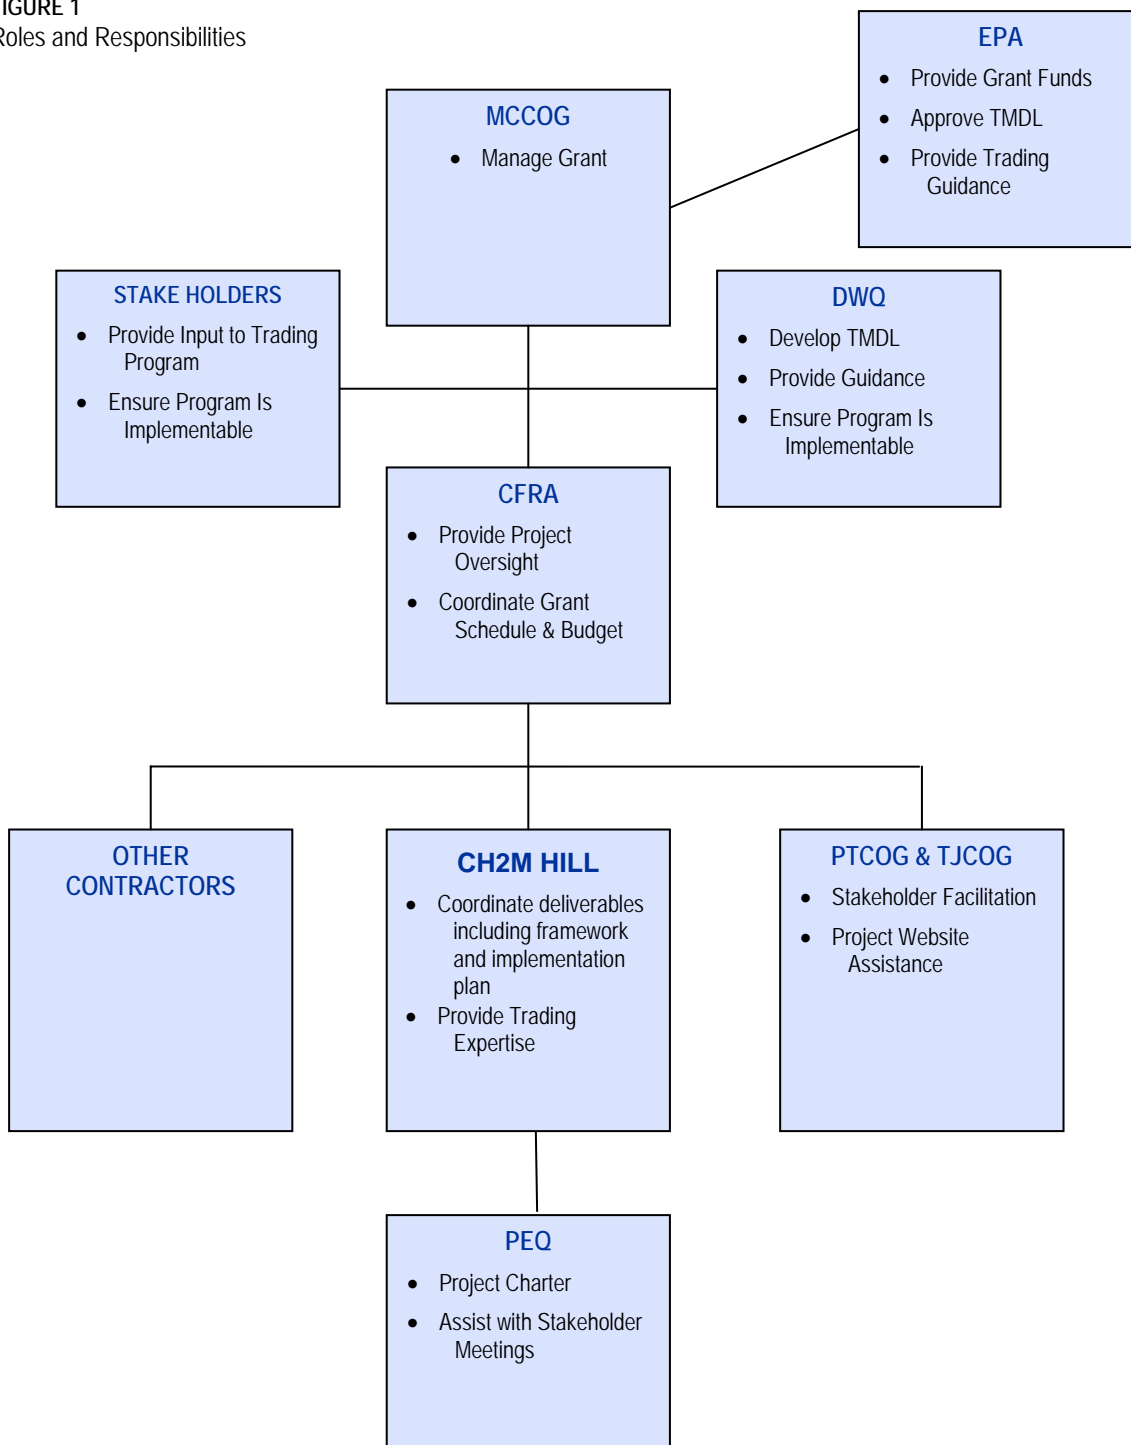 FIGURE 1
Roles and Responsibilities
EPA
• Provide Grant Funds
• Approve TMDL
• Provide Trading
Guidance
MCCOG
• Manage Grant
STAKE HOLDERS
• Provide Input to Trading
Program
• Ensure Program Is
Implementable
DWQ
• Develop TMDL
• Provide Guidance
• Ensure Program Is
Implementable
CFRA
• Provide Project
Oversight
• Coordinate Grant
Schedule & Budget
OTHER
CONTRACTORS
CH2M HILL
• Coordinate deliverables
including framework
and implementation
plan
• Provide Trading
Expertise
PTCOG & TJCOG
• Stakeholder Facilitation
• Project Website
Assistance
PEQ
• Project Charter
• Assist with Stakeholder
Meetings